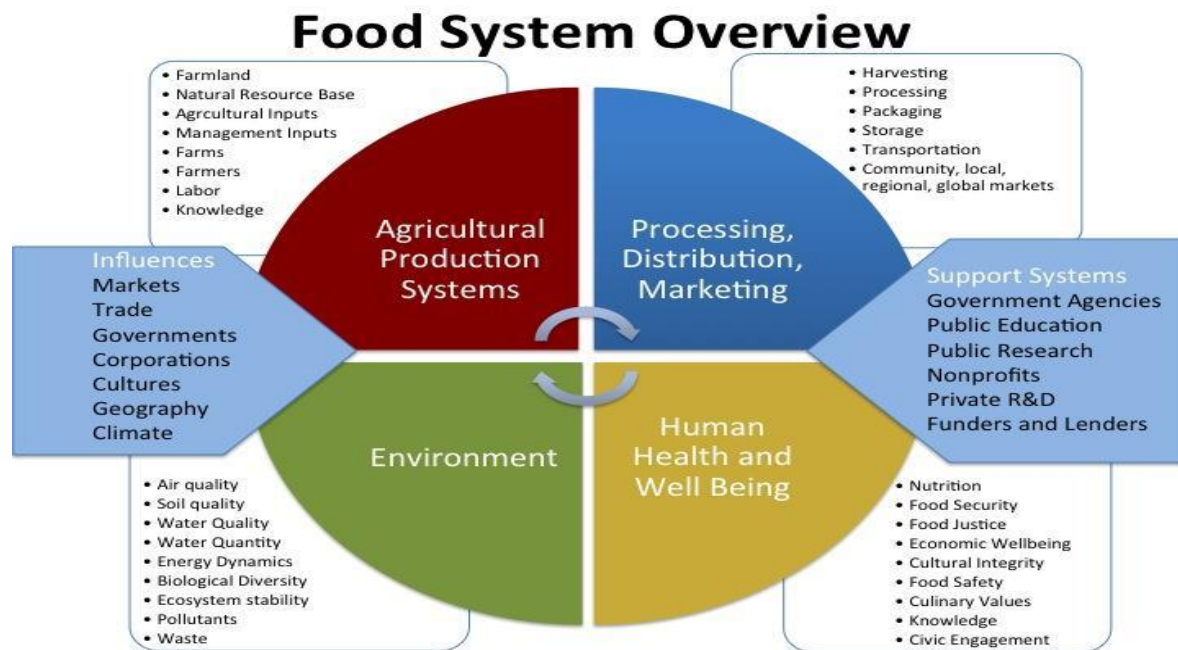 Food System Overview
• Farmland
• Natural Resource Base
• Agrcultural Inputs
• Management Inputs
• Farms
• Farmers
• Labor
• Knowledge
• Harvesting
• Processing
• Packaging
• Storage
• Transportation
• Community, local,
regional, global markets
Agricultural
Production
Systems
Processing,
Distribution,
Marketing
Influences
Markets
Trade
Governments
Corporations
Cultures
Geography
Climate
Support Systems
Government Agencies
Public Education
Public Research
Nonprofits
Private R&D
Funders and Lenders
Environment
Human
Health and
Well Being
• Air quality
• Soil quality
• Water Quality
• Water Quantity
• Energy Dynamics
• Biological Diversity
• Ecosystem stability
• Pollutants
• Waste
• Nutrition
• Food Security
• Food Justice
• Economic Wellbeing
• Cultural Integrity
• Food Safety
• Culinary Values
• Knowledge
• Civic Engagement